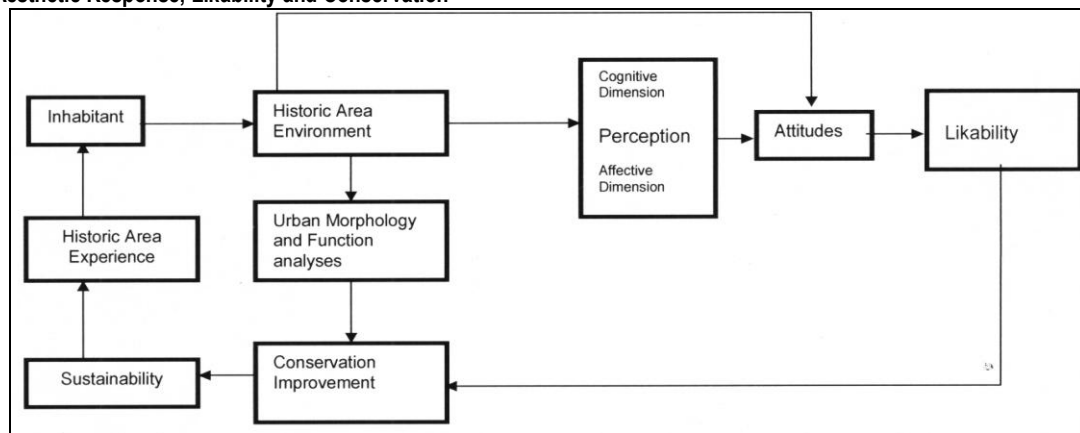 Aesthetic Response, Likability and Conservation
Inhabitant
Historic Area
Environment
Cognitive
Dimension
Perception
Affective
Dimension
Attitudes
Likability
Urban Morphology
and Function
analyses
Historic Area
Experience
Sustainability
Conservation
Improvement